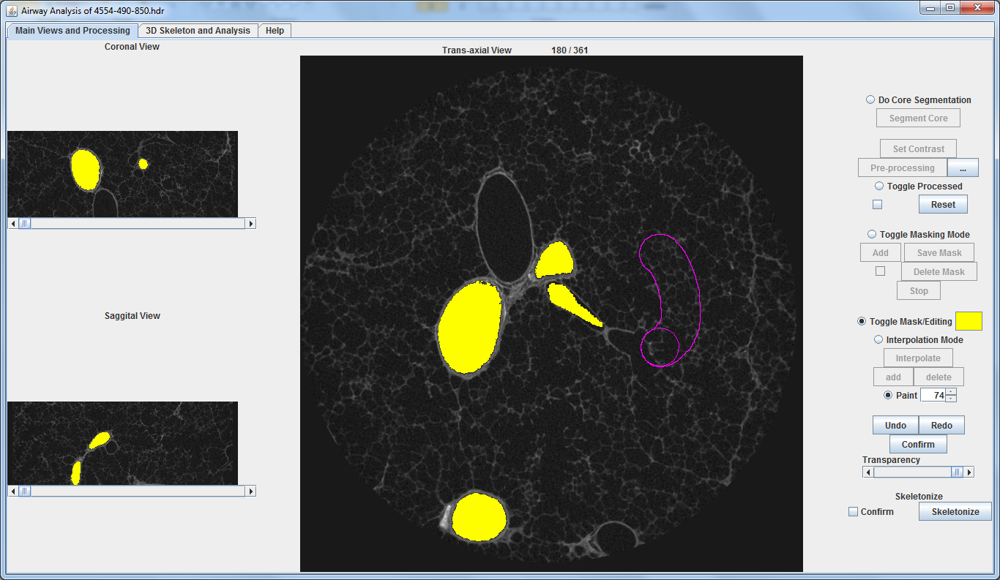 Airway Analysis of 4554-490-850.hdr
Main Views and Processing
3D Skeleton and Analysis
Help
Coronal View
Trans-axial View
180 / 361
Do Core Segmentation
Segment Core
Set Contrast
Pre-processing
...
Toggle Processed
Reset
Toggle Masking Mode
Add
Save Mask
Delete Mask
Stop
Saggital View
Toggle Mask/Editing
Interpolation Mode
Interpolate
add
delete
Paint
74
Undo
Redo
Confirm
Transparency
Skeletonize
Confirm
Skeletonize